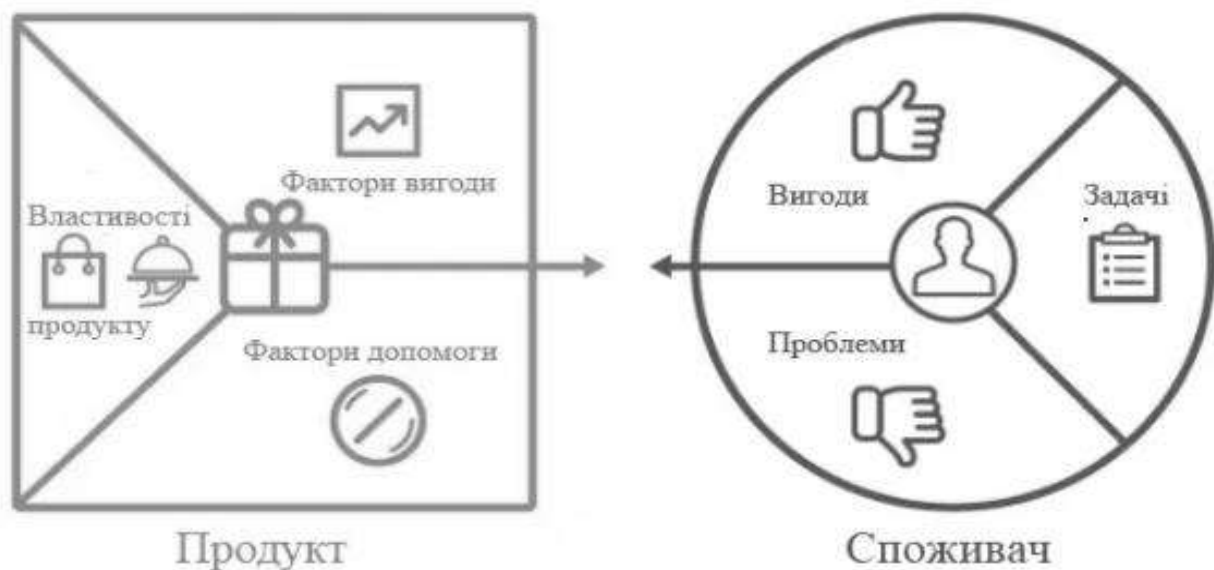 Фактори вигоди
Властивості
продукту
Фактори допомоги
Продукт
Вигоди
Задачі
Проблеми
Споживач